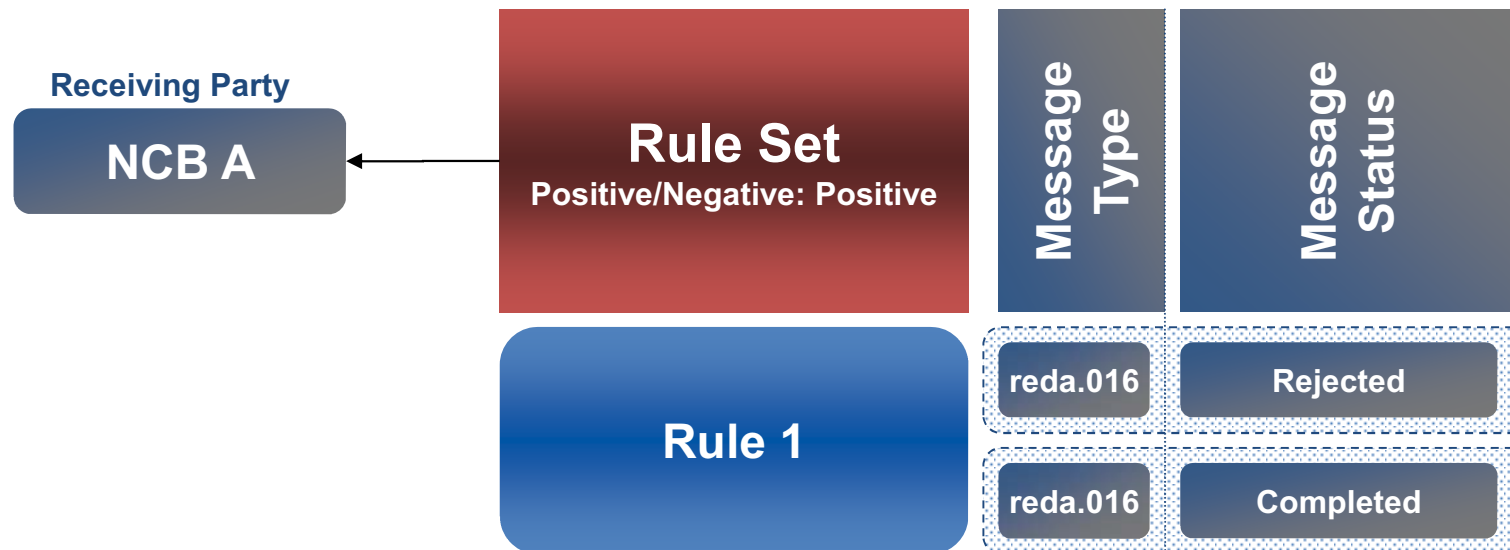 Receiving Party
NCB A
Rule Set
Positive/Negative: Positive
Message
Type
Message
Status
Rule 1
reda.016
Rejected
reda.016
Completed